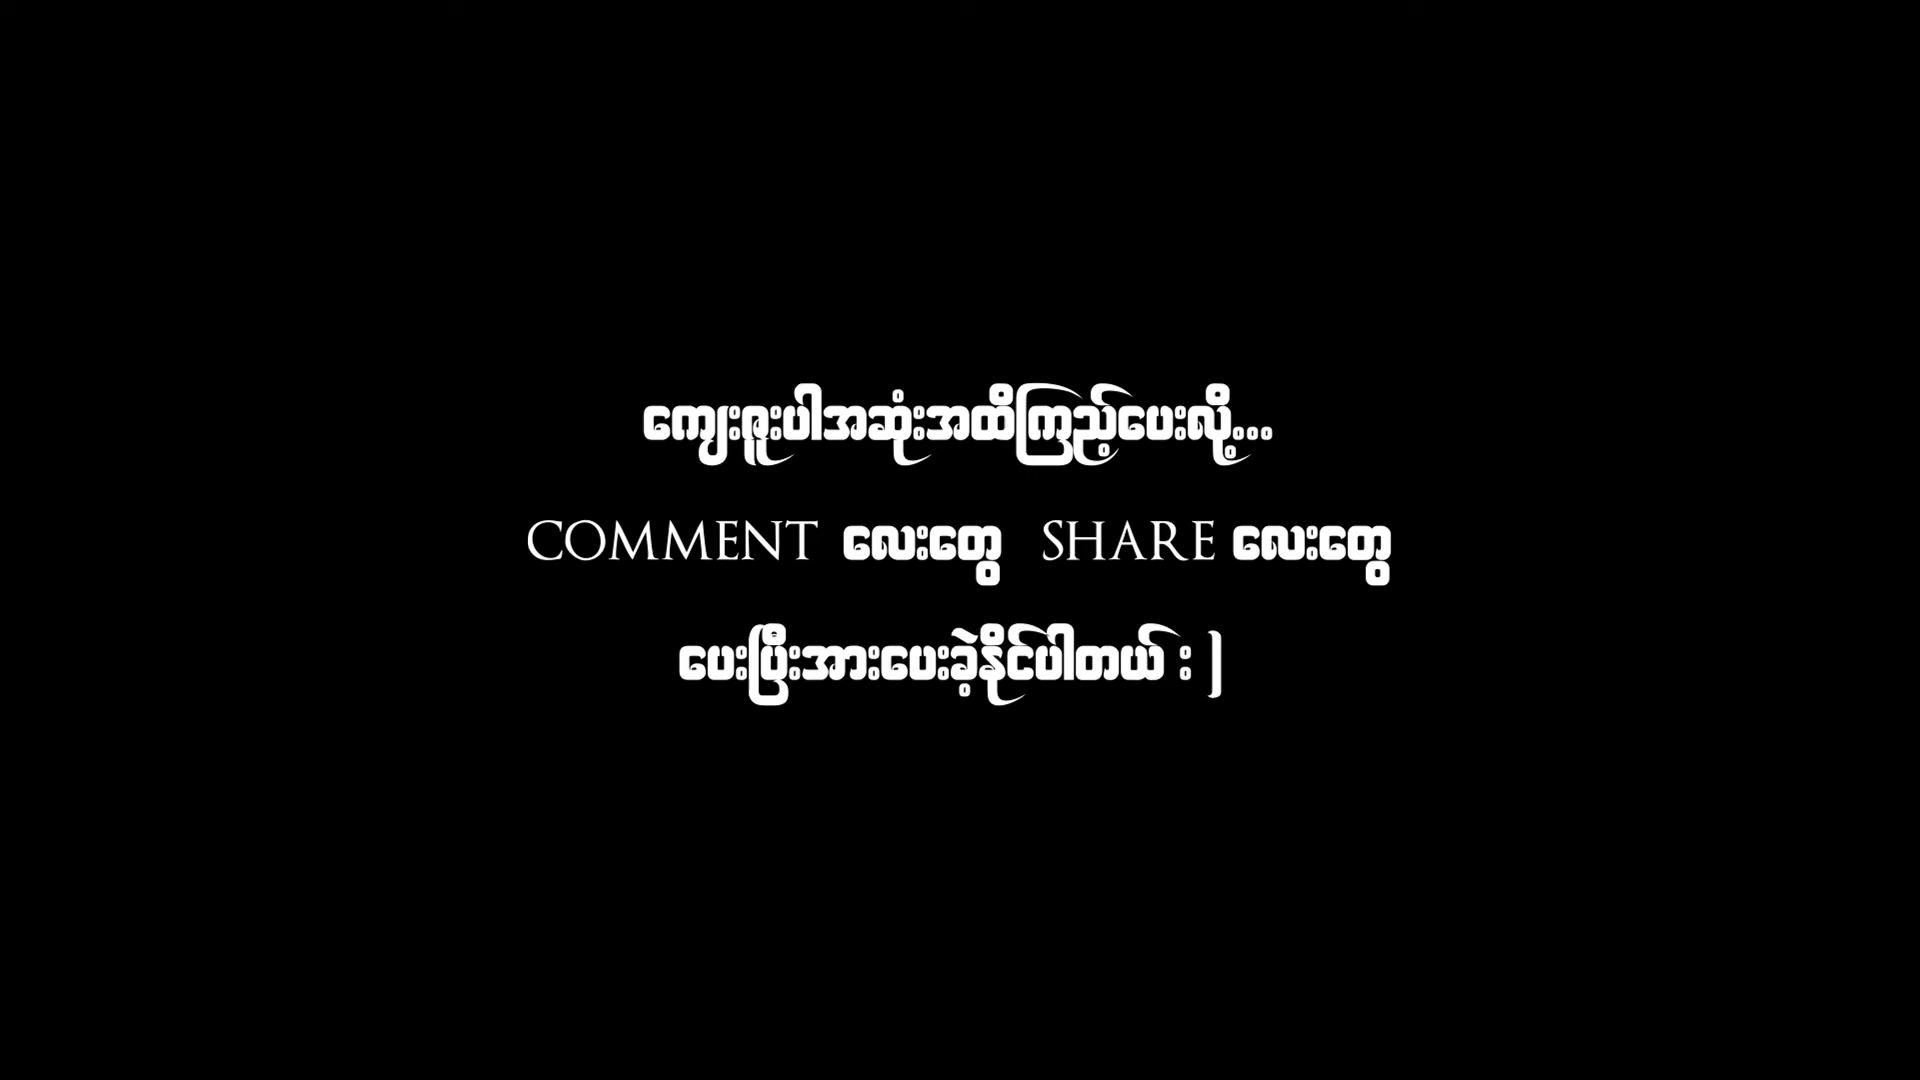 ကျေးဇူးပါအဆုံးအထိကြည့်ပေးလို့...
COMMENT လေးတွေ SHARE လေးတွေ
ပေးပြီးအားပေးခဲ့နိုင်ပါတယ် း )